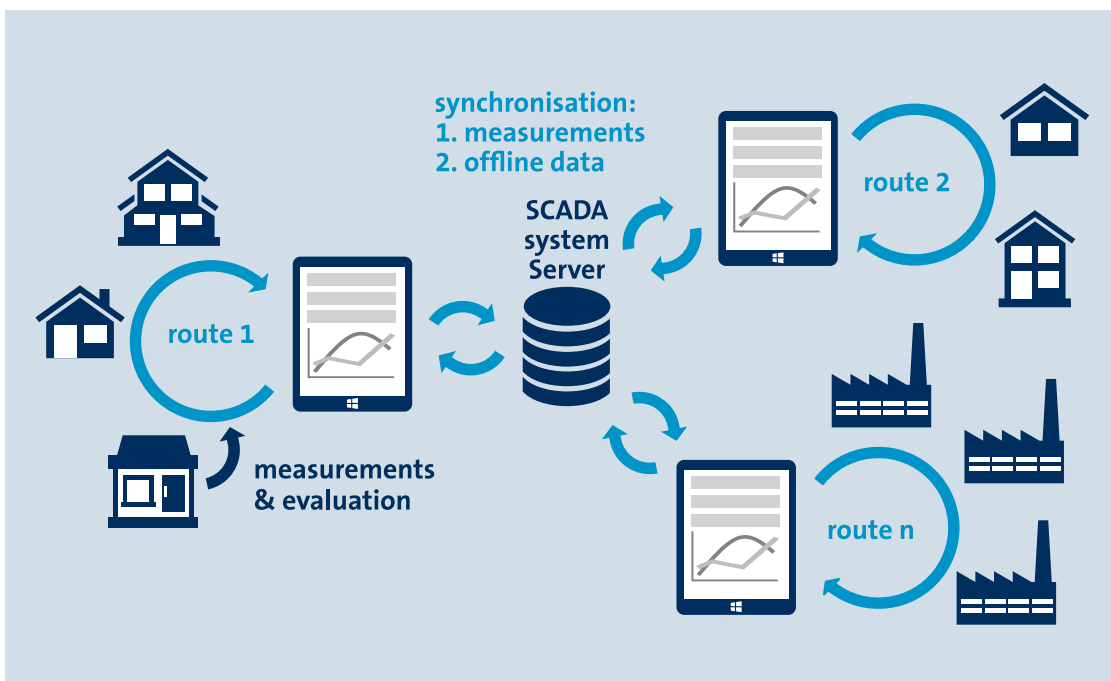 synchronisation:
1. measurements
2. offline data
SCADA
system
Server
route 1
route 2
measurements
& evaluation
route n